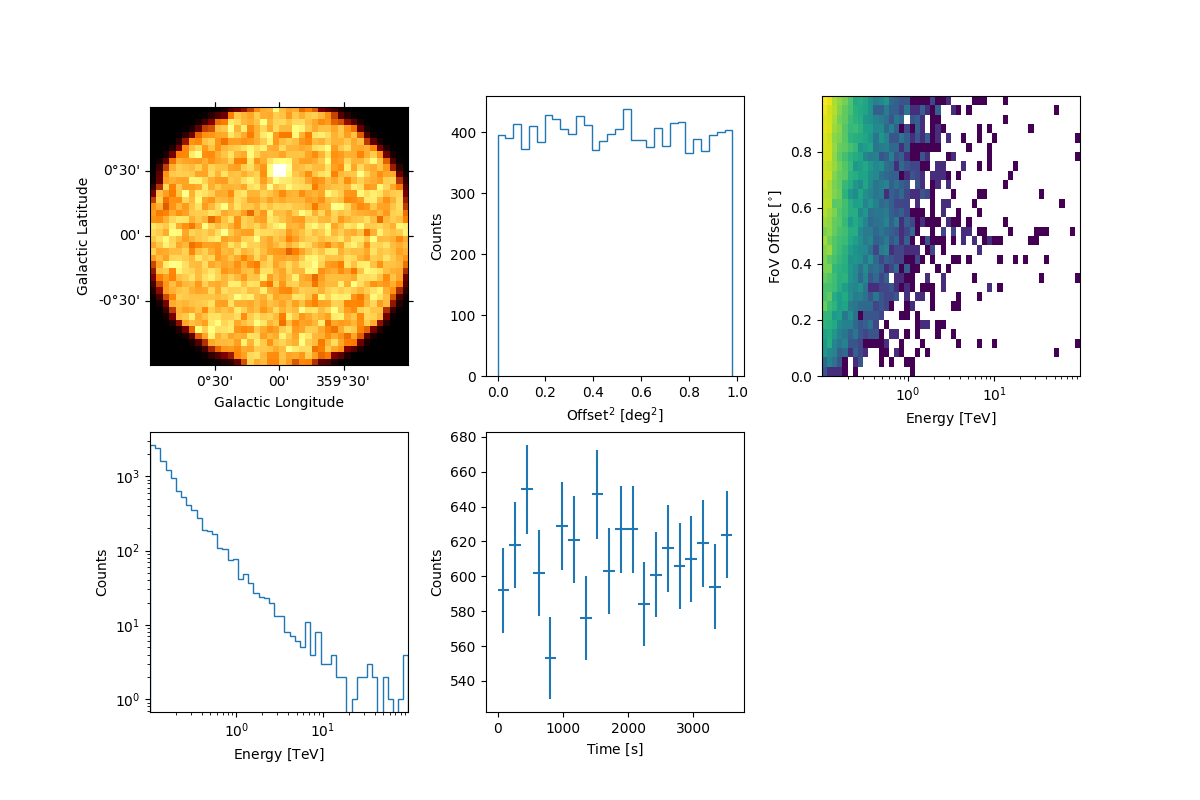 Galactic Latitude
0°30'
00'
-0°30'
0°30' 00' 359°30'
Galactic Longitude
Counts
400
300
200
100
0
0.0 0.2 0.4 0.6 0.8 1.0
Offset² [deg²]
FoV Offset [°]
0.8
0.6
0.4
0.2
0.0
10⁰ 10¹
Energy [TeV]
Counts
10³
10²
10¹
10⁰
10⁰ 10¹
Energy [TeV]
Counts
680
660
640
620
600
580
560
540
0 1000 2000 3000
Time [s]